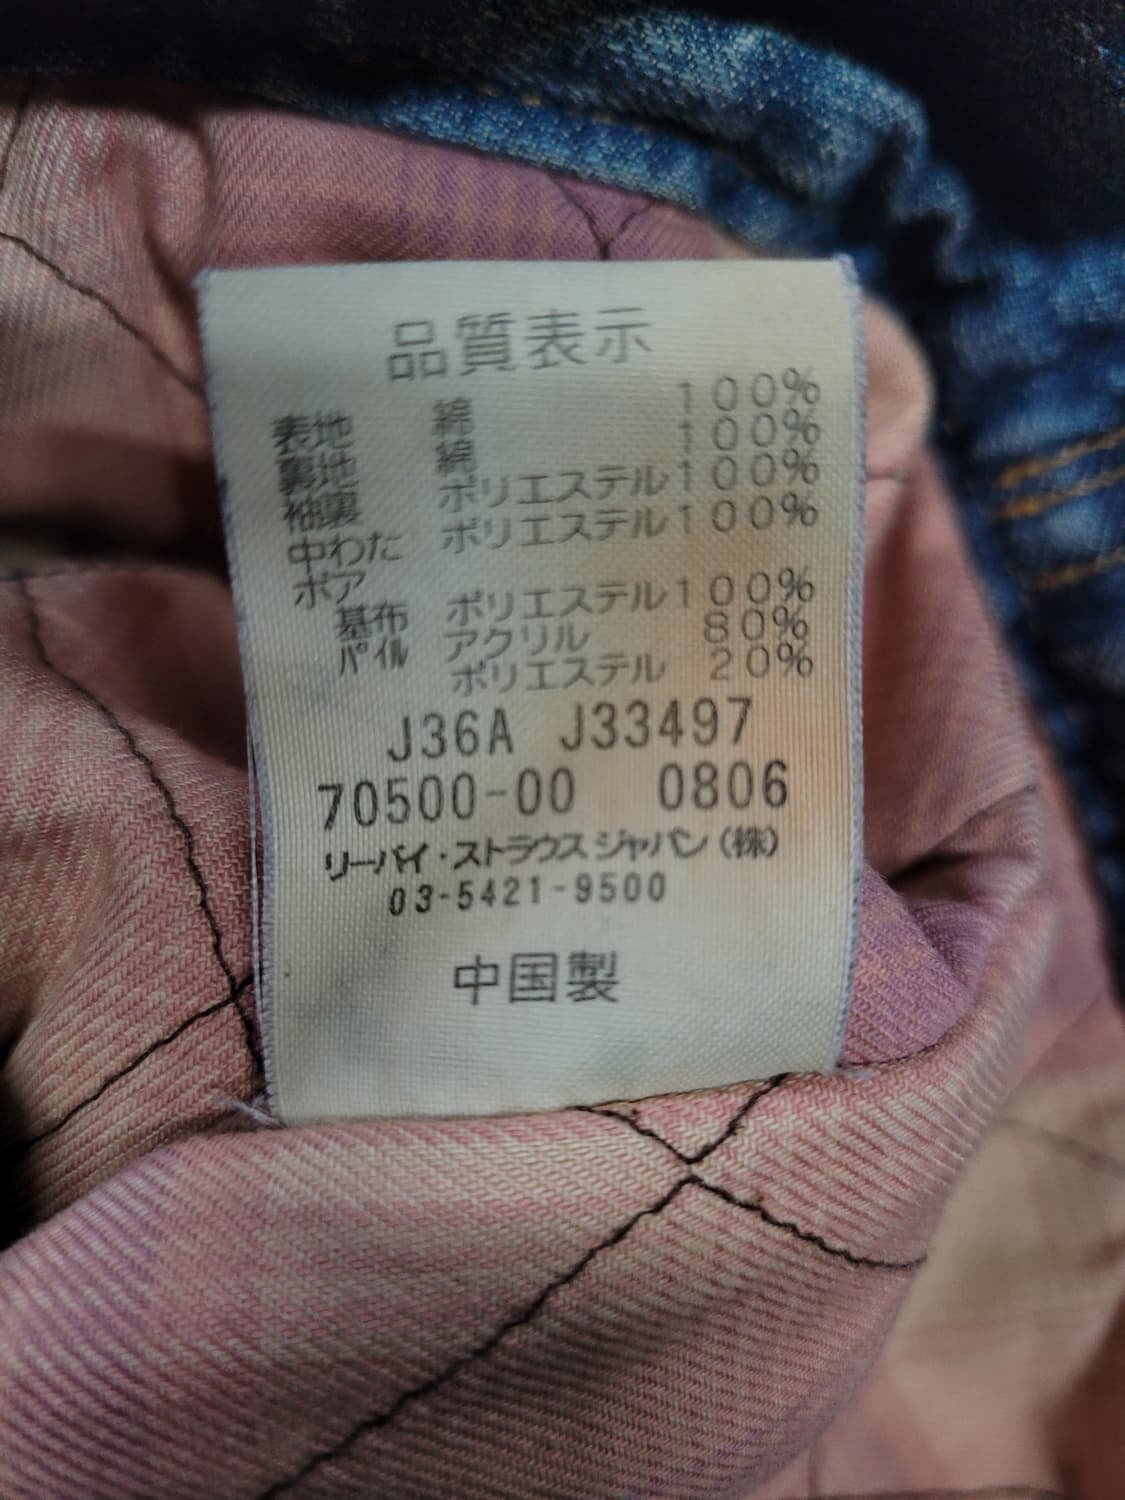 品質表示
表地 綿 100%
裏地 綿 100%
袖裏 ポリエステル100%
中わた ポリエステル100%
ボア
基布 ポリエステル100%
パイル アクリル 80%
ポリエステル 20%
J36A J33497
70500-00 0806
リーバイ・ストラウス ジャパン(株)
03-5421-9500
中国製